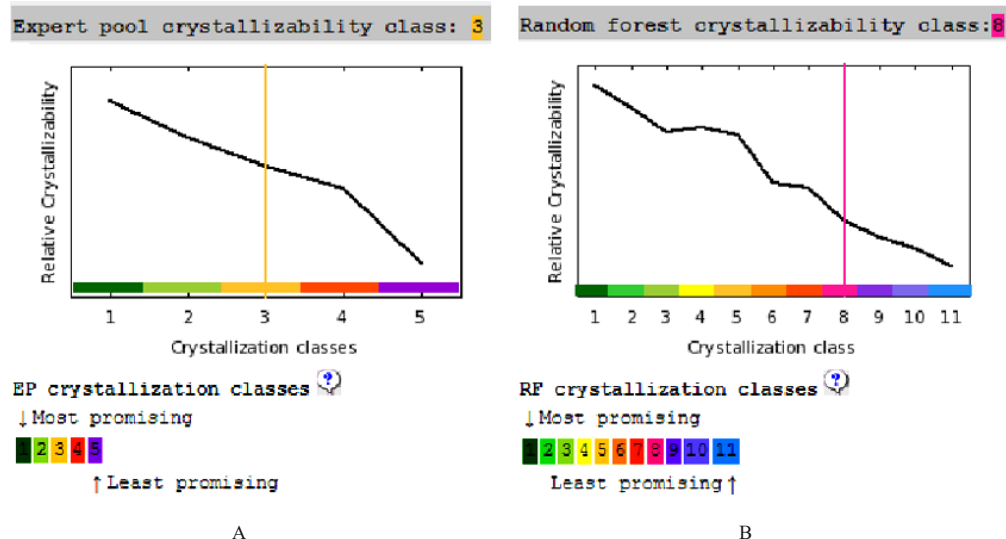 Expert pool crystallizability class: 3
Relative Crystallizability
1 2 3 4 5
Crystallization classes
EP crystallization classes ?
↓Most promising
1 2 3 4 5
↑Least promising
A
Random forest crystallizability class:8
Relative Crystallizability
1 2 3 4 5 6 7 8 9 10 11
Crystallization class
RF crystallization classes ?
↓Most promising
1 2 3 4 5 6 7 8 9 10 11
Least promising↑
B